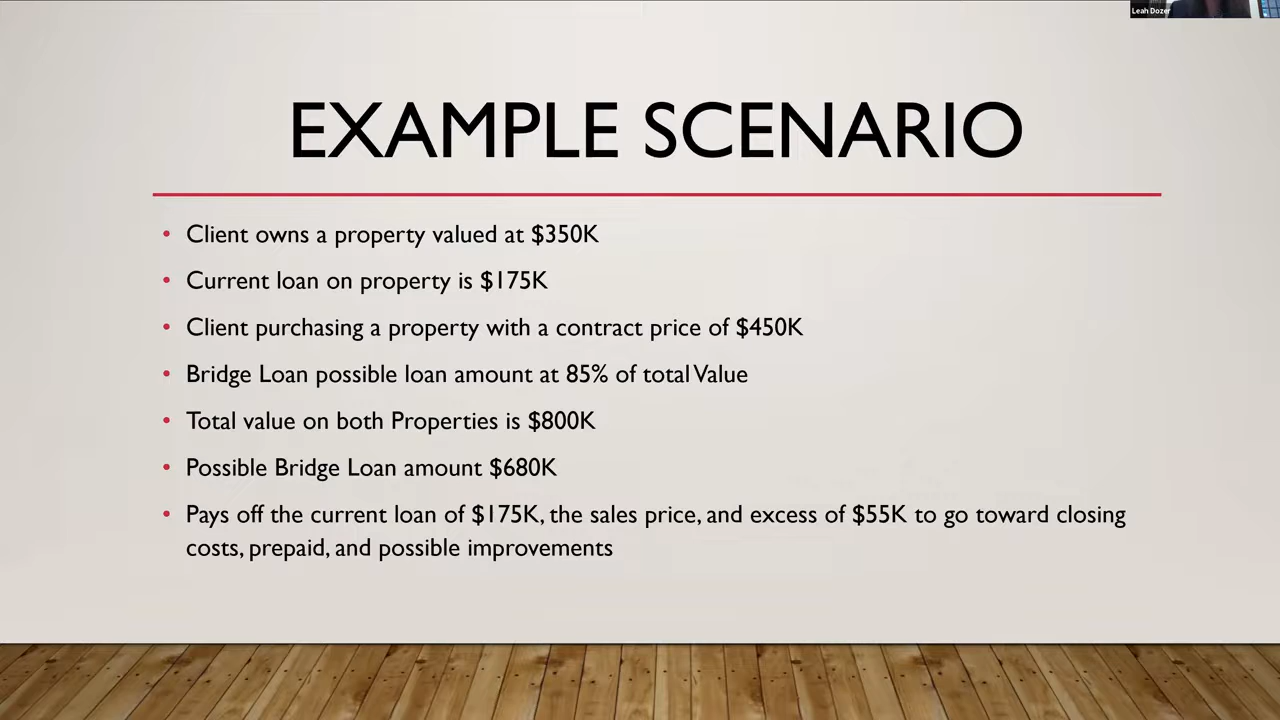 Leah Dozer
EXAMPLE SCENARIO
• Client owns a property valued at $350K
• Current loan on property is $175K
• Client purchasing a property with a contract price of $450K
• Bridge Loan possible loan amount at 85% of total Value
• Total value on both Properties is $800K
• Possible Bridge Loan amount $680K
• Pays off the current loan of $175K, the sales price, and excess of $55K to go toward closing
costs, prepaid, and possible improvements